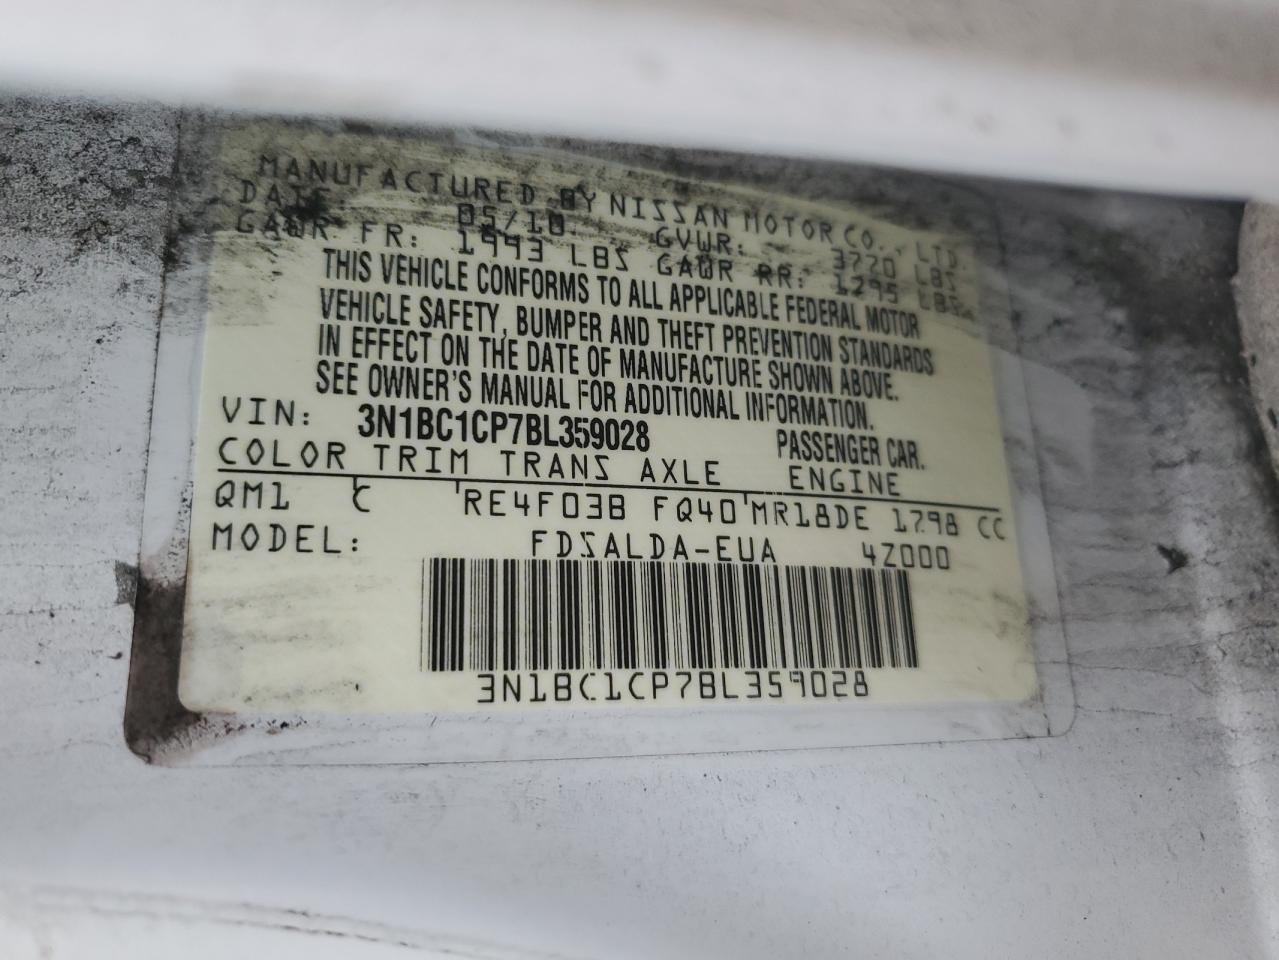 MANUFACTURED BY NISSAN MOTOR CO., LTD.
DATE: 05/10 GVWR: 3770 LBS
GAWR FR: 1993 LBS GAWR RR: 1295 LBS
THIS VEHICLE CONFORMS TO ALL APPLICABLE FEDERAL MOTOR
VEHICLE SAFETY, BUMPER AND THEFT PREVENTION STANDARDS
IN EFFECT ON THE DATE OF MANUFACTURE SHOWN ABOVE.
SEE OWNER'S MANUAL FOR ADDITIONAL INFORMATION.
VIN: 3N1BC1CP7BL359028 PASSENGER CAR.
COLOR TRIM TRANS AXLE ENGINE
QM1 C RE4F03B FQ40 MR18DE 1798 CC
MODEL: FDSALDA-EUA 4Z000
3N1BC1CP7BL359028